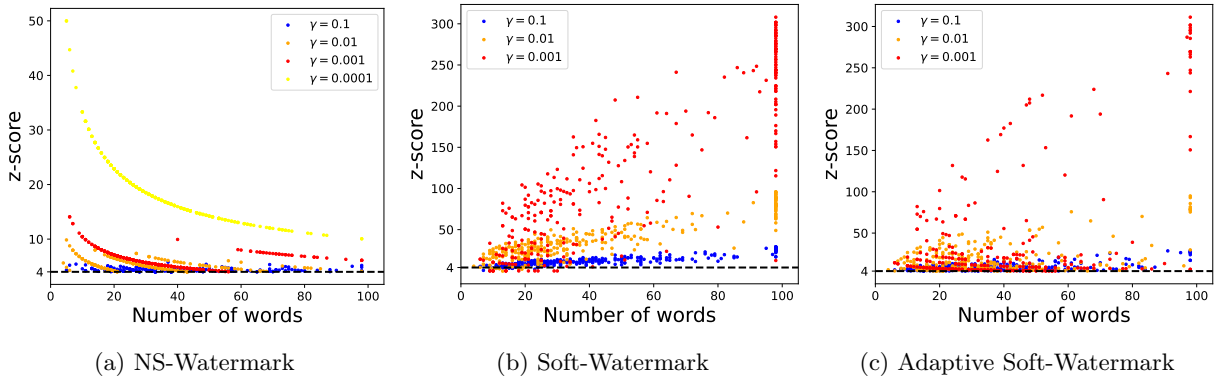 50
40
30
20
10
4
0
20
40
60
80
100
z-score
Number of words
γ = 0.1
γ = 0.01
γ = 0.001
γ = 0.0001
(a) NS-Watermark
300
250
200
150
100
50
4
0
20
40
60
80
100
z-score
Number of words
γ = 0.1
γ = 0.01
γ = 0.001
(b) Soft-Watermark
300
250
200
150
100
50
4
0
20
40
60
80
100
z-score
Number of words
γ = 0.1
γ = 0.01
γ = 0.001
(c) Adaptive Soft-Watermark